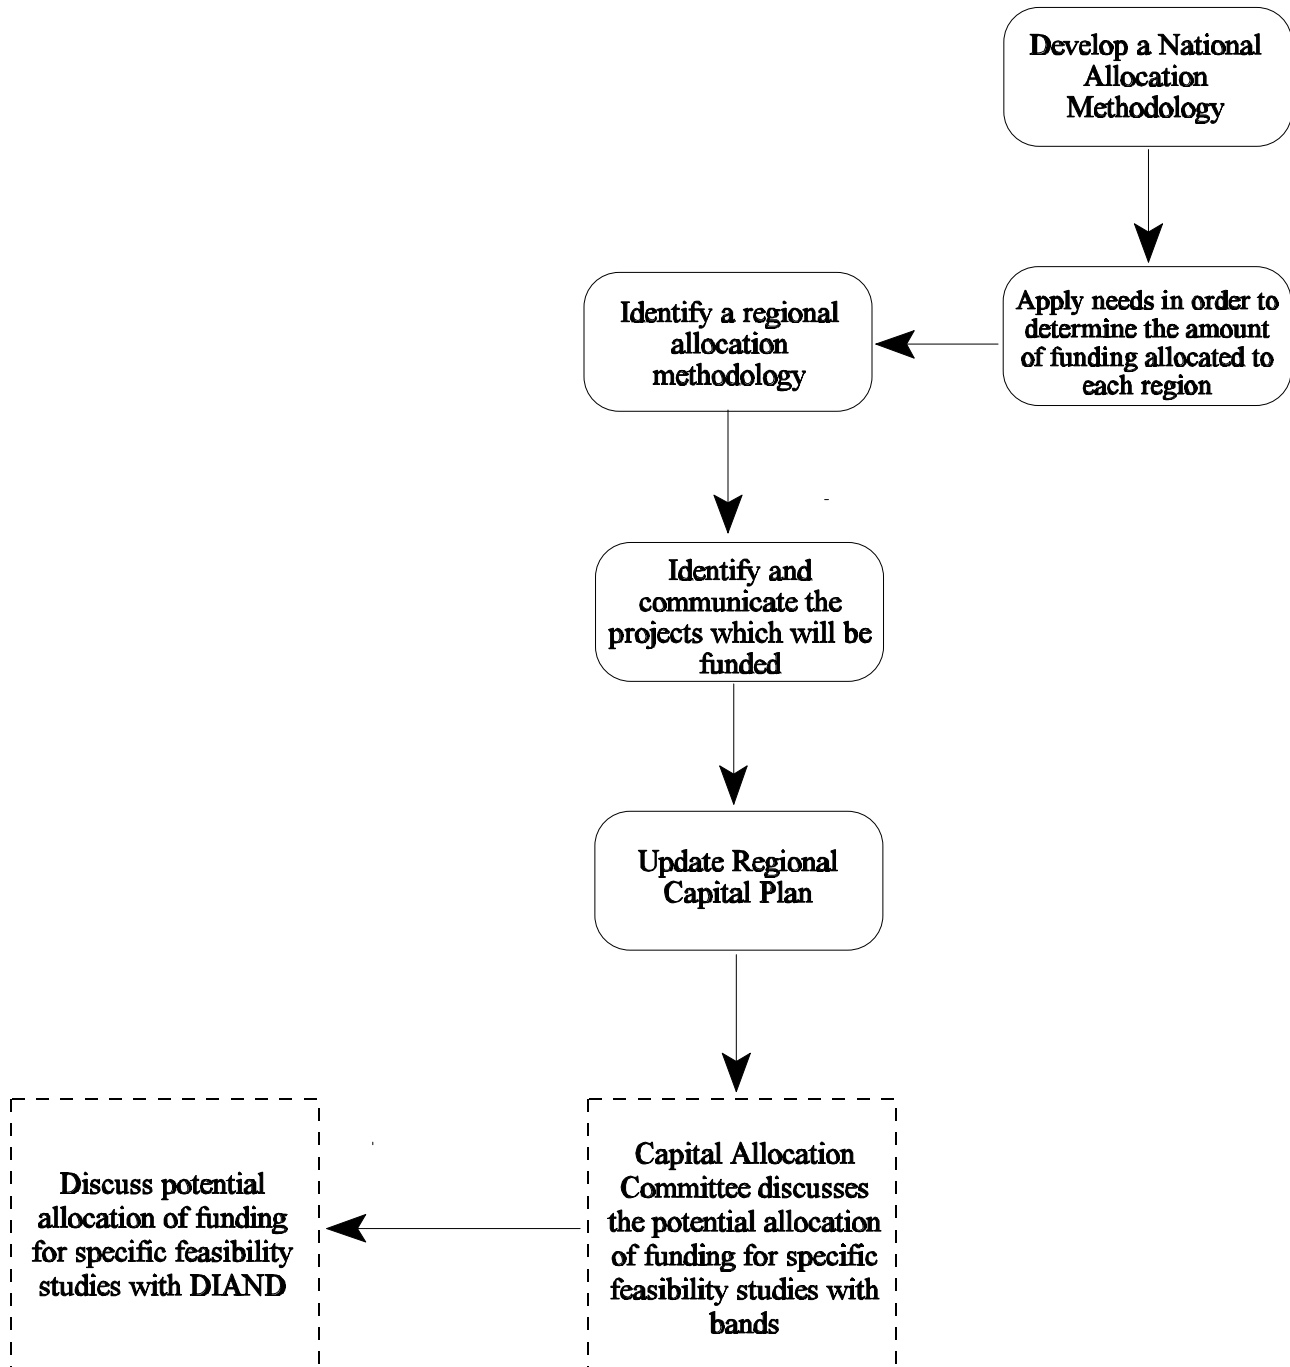 Develop a National
Allocation
Methodology
Apply needs in order to
determine the amount
of funding allocated to
each region
Identify a regional
allocation
methodology
Identify and
communicate the
projects which will be
funded
Update Regional
Capital Plan
Capital Allocation
Committee discusses
the potential allocation
of funding for specific
feasibility studies with
bands
Discuss potential
allocation of funding
for specific feasibility
studies with DIAND